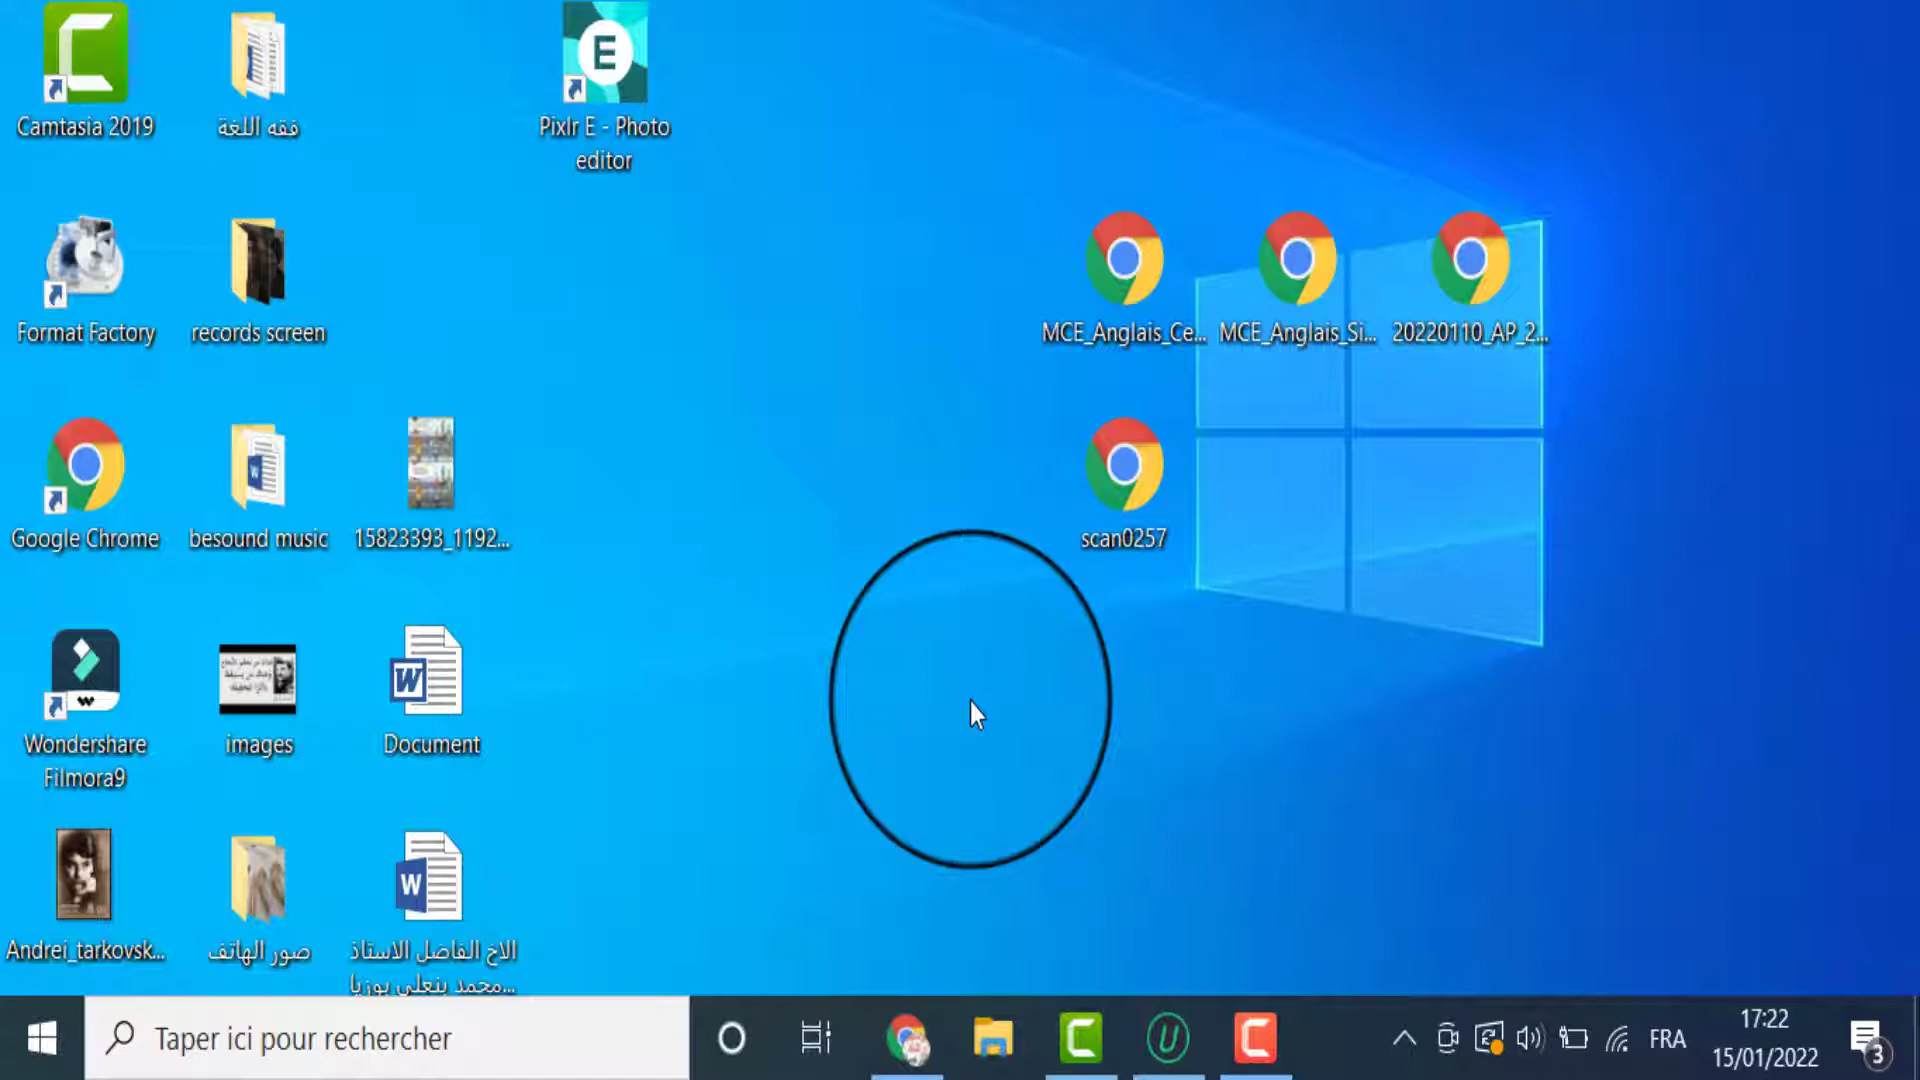 Camtasia 2019
فقه اللغة
Pixlr E - Photo
editor
Format Factory
records screen
MCE_Anglais_Ce...
MCE_Anglais_Si...
20220110_AP_2...
Google Chrome
besound music
15823393_1192...
scan0257
Wondershare
Filmora9
images
Document
Andrei_tarkovsk...
صور الهاتف
الاخ الفاضل الاستاذ
محمد بنعلي بوزيا...
Taper ici pour rechercher
FRA
17:22
15/01/2022
3